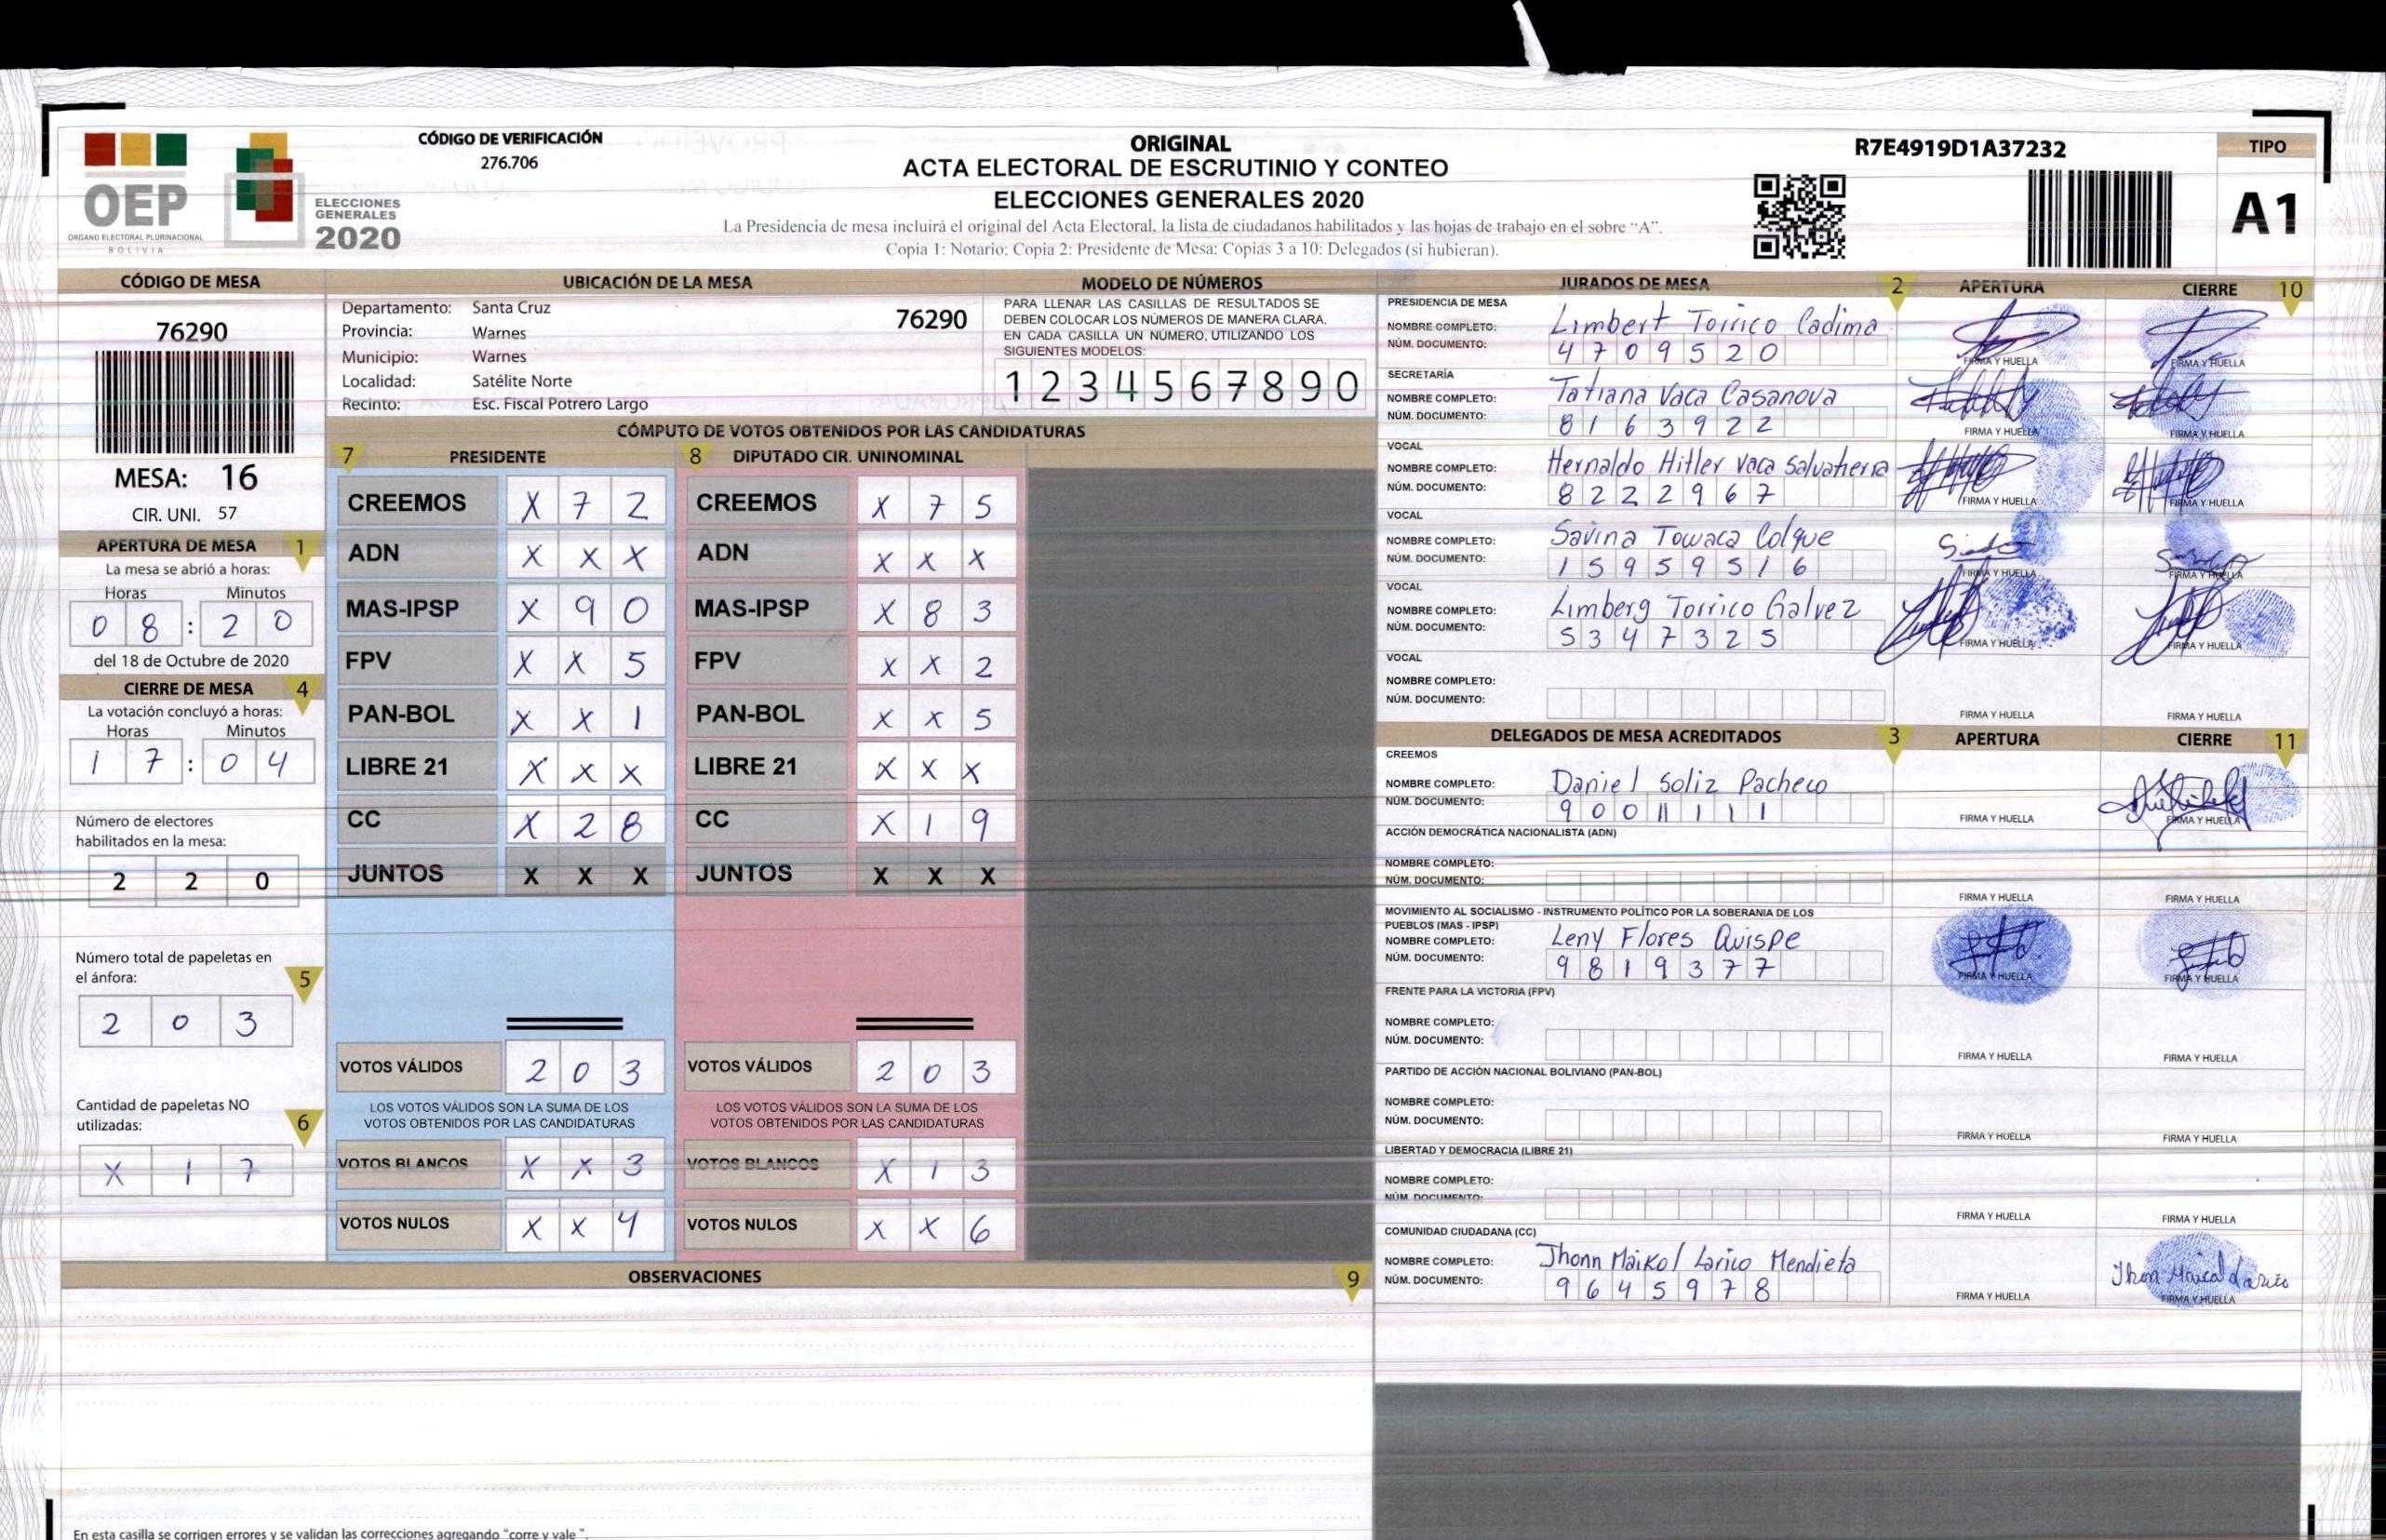 CÓDIGO DE VERIFICACIÓN
276.706
ORIGINAL
ACTA ELECTORAL DE ESCRUTINIO Y CONTEO
ELECCIONES GENERALES 2020
La Presidencia de mesa incluirá el original del Acta Electoral, la lista de ciudadanos habilitados y las hojas de trabajo en el sobre "A".
Copia 1: Notario; Copia 2: Presidente de Mesa; Copias 3 a 10: Delegados (si hubieran).
R7E4919D1A37232
TIPO
A1
OEP
ORGANO ELECTORAL PLURINACIONAL
BOLIVIA
ELECCIONES
GENERALES
2020
CÓDIGO DE MESA
76290
MESA: 16
CIR. UNI. 57
APERTURA DE MESA 1
La mesa se abrió a horas:
Horas Minutos
0 8 : 2 0
del 18 de Octubre de 2020
CIERRE DE MESA 4
La votación concluyó a horas:
Horas Minutos
1 7 : 0 4
Número de electores
habilitados en la mesa:
2 2 0
Número total de papeletas en
el ánfora: 5
2 0 3
Cantidad de papeletas NO
utilizadas: 6
X 1 7
UBICACIÓN DE LA MESA
Departamento: Santa Cruz
76290
Provincia: Warnes
Municipio: Warnes
Localidad: Satélite Norte
Recinto: Esc. Fiscal Potrero Largo
MODELO DE NÚMEROS
PARA LLENAR LAS CASILLAS DE RESULTADOS SE
DEBEN COLOCAR LOS NÚMEROS DE MANERA CLARA.
EN CADA CASILLA UN NÚMERO, UTILIZANDO LOS
SIGUIENTES MODELOS:
1 2 3 4 5 6 7 8 9 0
CÓMPUTO DE VOTOS OBTENIDOS POR LAS CANDIDATURAS
7 PRESIDENTE
CREEMOS X 7 2
ADN X X X
MAS-IPSP X 9 0
FPV X X 5
PAN-BOL X X 1
LIBRE 21 X X X
CC X 2 8
JUNTOS X X X
VOTOS VÁLIDOS 2 0 3
LOS VOTOS VÁLIDOS SON LA SUMA DE LOS
VOTOS OBTENIDOS POR LAS CANDIDATURAS
VOTOS BLANCOS X X 3
VOTOS NULOS X X 4
8 DIPUTADO CIR. UNINOMINAL
CREEMOS X 7 5
ADN X X X
MAS-IPSP X 8 3
FPV X X 2
PAN-BOL X X 5
LIBRE 21 X X X
CC X 1 9
JUNTOS X X X
VOTOS VÁLIDOS 2 0 3
LOS VOTOS VÁLIDOS SON LA SUMA DE LOS
VOTOS OBTENIDOS POR LAS CANDIDATURAS
VOTOS BLANCOS X 1 3
VOTOS NULOS X X 6
OBSERVACIONES 9
En esta casilla se corrigen errores y se validan las correcciones agregando "corre y vale".
JURADOS DE MESA 2 APERTURA CIERRE 10
PRESIDENCIA DE MESA
NOMBRE COMPLETO: Limbert Torrico Cadima
NÚM. DOCUMENTO: 4 7 0 9 5 2 0
FIRMA Y HUELLA FIRMA Y HUELLA
SECRETARÍA
NOMBRE COMPLETO: Tatiana Vaca Casanova
NÚM. DOCUMENTO: 8 1 6 3 9 2 2
FIRMA Y HUELLA FIRMA Y HUELLA
VOCAL
NOMBRE COMPLETO: Hernaldo Hitler Vaca Salvatierra
NÚM. DOCUMENTO: 8 2 2 2 9 6 7
FIRMA Y HUELLA FIRMA Y HUELLA
VOCAL
NOMBRE COMPLETO: Savina Towaca Colque
NÚM. DOCUMENTO: 1 5 9 5 9 5 1 6
FIRMA Y HUELLA FIRMA Y HUELLA
VOCAL
NOMBRE COMPLETO: Limberg Torrico Galvez
NÚM. DOCUMENTO: 5 3 4 7 3 2 5
FIRMA Y HUELLA FIRMA Y HUELLA
VOCAL
NOMBRE COMPLETO:
NÚM. DOCUMENTO:
FIRMA Y HUELLA FIRMA Y HUELLA
DELEGADOS DE MESA ACREDITADOS 3 APERTURA CIERRE 11
CREEMOS
NOMBRE COMPLETO: Daniel Soliz Pacheco
NÚM. DOCUMENTO: 9 0 0 11 1 1 1
FIRMA Y HUELLA FIRMA Y HUELLA
ACCIÓN DEMOCRÁTICA NACIONALISTA (ADN)
NOMBRE COMPLETO:
NÚM. DOCUMENTO:
FIRMA Y HUELLA FIRMA Y HUELLA
MOVIMIENTO AL SOCIALISMO - INSTRUMENTO POLÍTICO POR LA SOBERANIA DE LOS
PUEBLOS (MAS - IPSP)
NOMBRE COMPLETO: Leny Flores Quispe
NÚM. DOCUMENTO: 9 8 1 9 3 7 7
FIRMA Y HUELLA FIRMA Y HUELLA
FRENTE PARA LA VICTORIA (FPV)
NOMBRE COMPLETO:
NÚM. DOCUMENTO:
FIRMA Y HUELLA FIRMA Y HUELLA
PARTIDO DE ACCIÓN NACIONAL BOLIVIANO (PAN-BOL)
NOMBRE COMPLETO:
NÚM. DOCUMENTO:
FIRMA Y HUELLA FIRMA Y HUELLA
LIBERTAD Y DEMOCRACIA (LIBRE 21)
NOMBRE COMPLETO:
NÚM. DOCUMENTO:
FIRMA Y HUELLA FIRMA Y HUELLA
COMUNIDAD CIUDADANA (CC)
NOMBRE COMPLETO: Jhonn Maikol Larico Mendieta
NÚM. DOCUMENTO: 9 6 4 5 9 7 8
FIRMA Y HUELLA FIRMA Y HUELLA